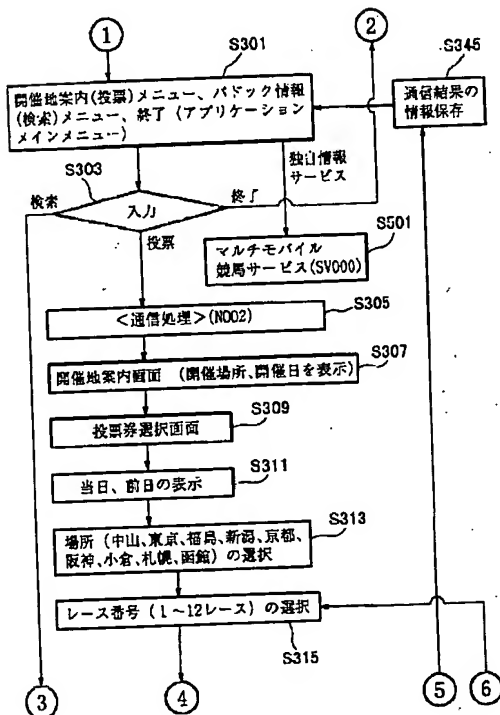 ①
②
S301
S345
開催地案内(投票)メニュー、パドック情報
(検索)メニュー、終了(アプリケーション
メインメニュー)
通信結果の
情報保存
S303
独自情報
サービス
検索
入力
終了
投票
S501
マルチモバイル
競馬サービス(SV000)
<通信処理>(N002)
S305
開催地案内画面 (開催場所、開催日を表示)
S307
投票券選択画面
S309
当日、前日の表示
S311
場所(中山、東京、福島、新潟、京都、
阪神、小倉、札幌、函館)の選択
S313
レース番号(1〜12レース)の選択
S315
③
④
⑤
⑥